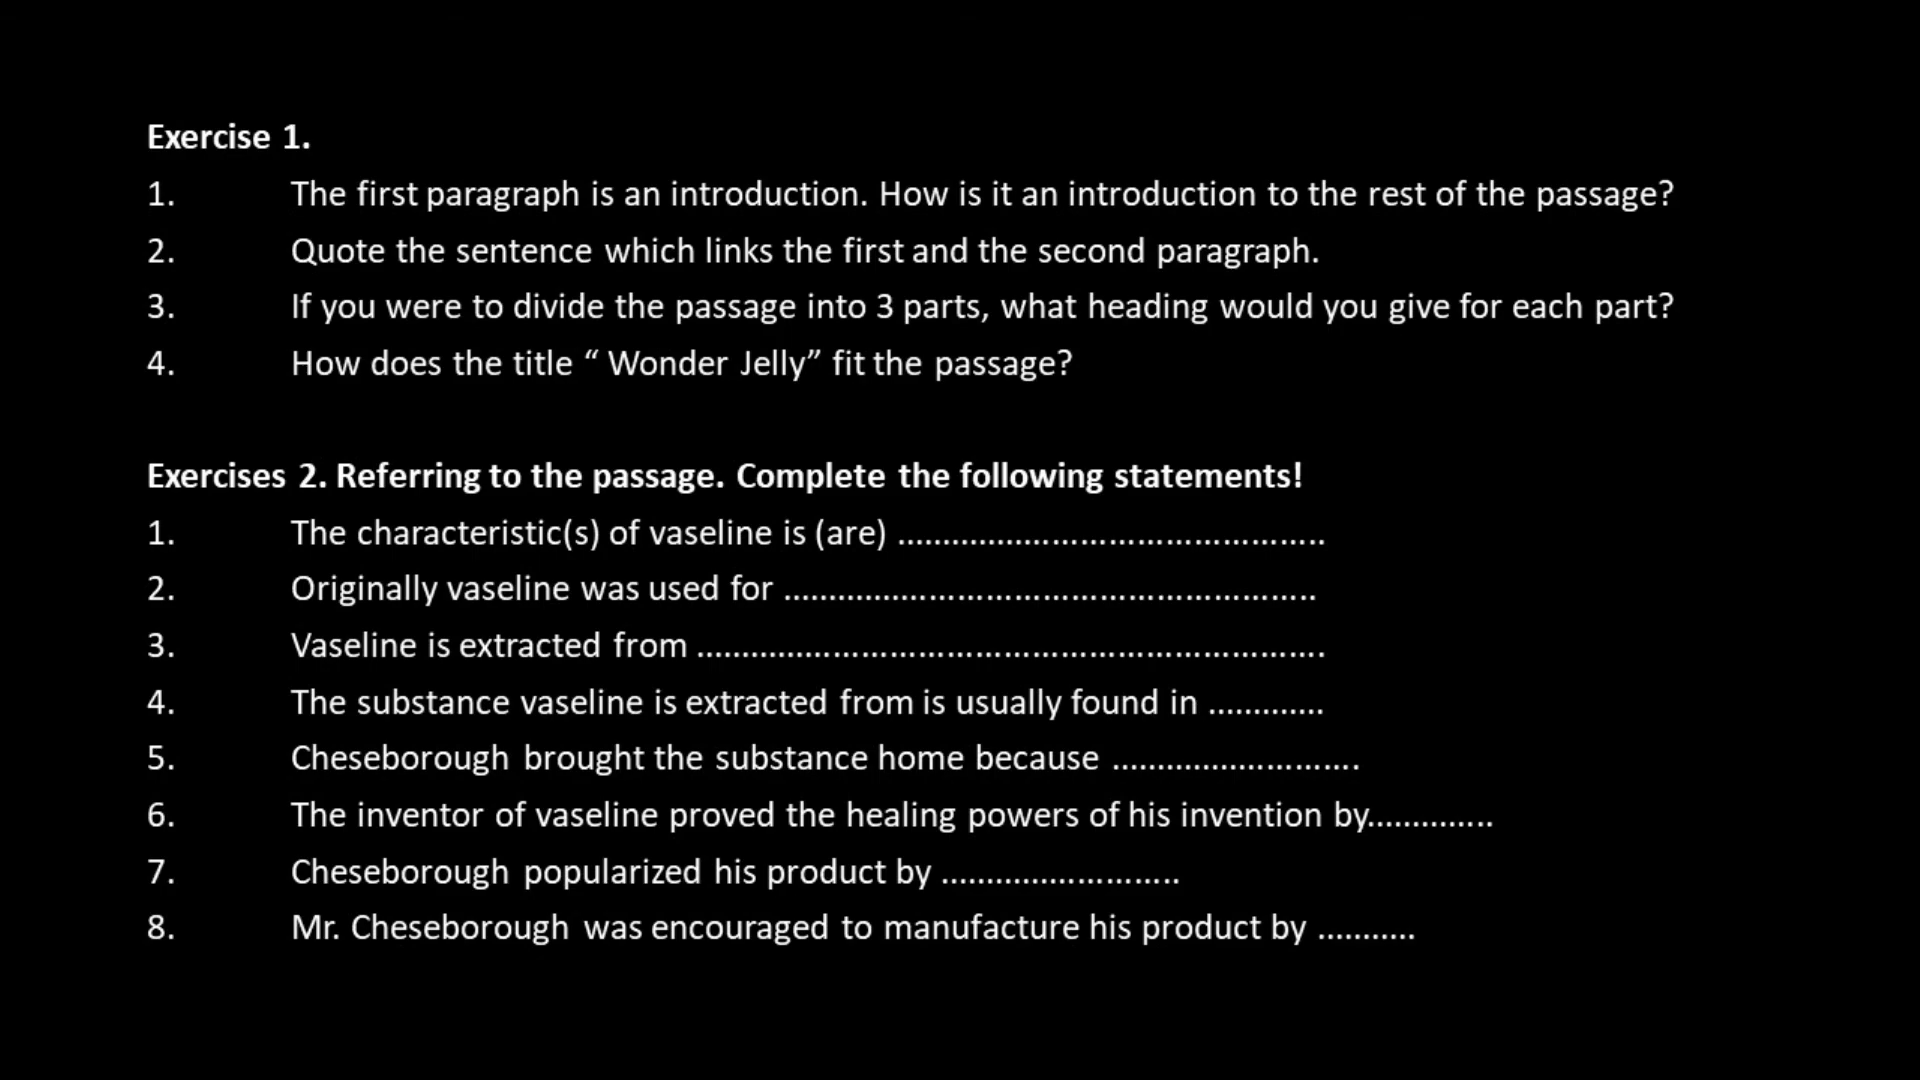 Exercise 1.
1. The first paragraph is an introduction. How is it an introduction to the rest of the passage?
2. Quote the sentence which links the first and the second paragraph.
3. If you were to divide the passage into 3 parts, what heading would you give for each part?
4. How does the title “ Wonder Jelly” fit the passage?
Exercises 2. Referring to the passage. Complete the following statements!
1. The characteristic(s) of vaseline is (are) ...............................................
2. Originally vaseline was used for ..........................................................
3. Vaseline is extracted from ....................................................................
4. The substance vaseline is extracted from is usually found in .............
5. Cheseborough brought the substance home because ...........................
6. The inventor of vaseline proved the healing powers of his invention by..............
7. Cheseborough popularized his product by ..........................
8. Mr. Cheseborough was encouraged to manufacture his product by ...........